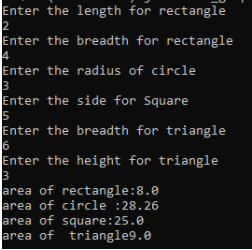 Enter the length for rectangle
2
Enter the breadth for rectangle
4
Enter the radius of circle
3
Enter the side for Square
5
Enter the breadth for triangle
6
Enter the height for triangle
3
area of rectangle:8.0
area of circle :28.26
area of square:25.0
area of  triangle9.0